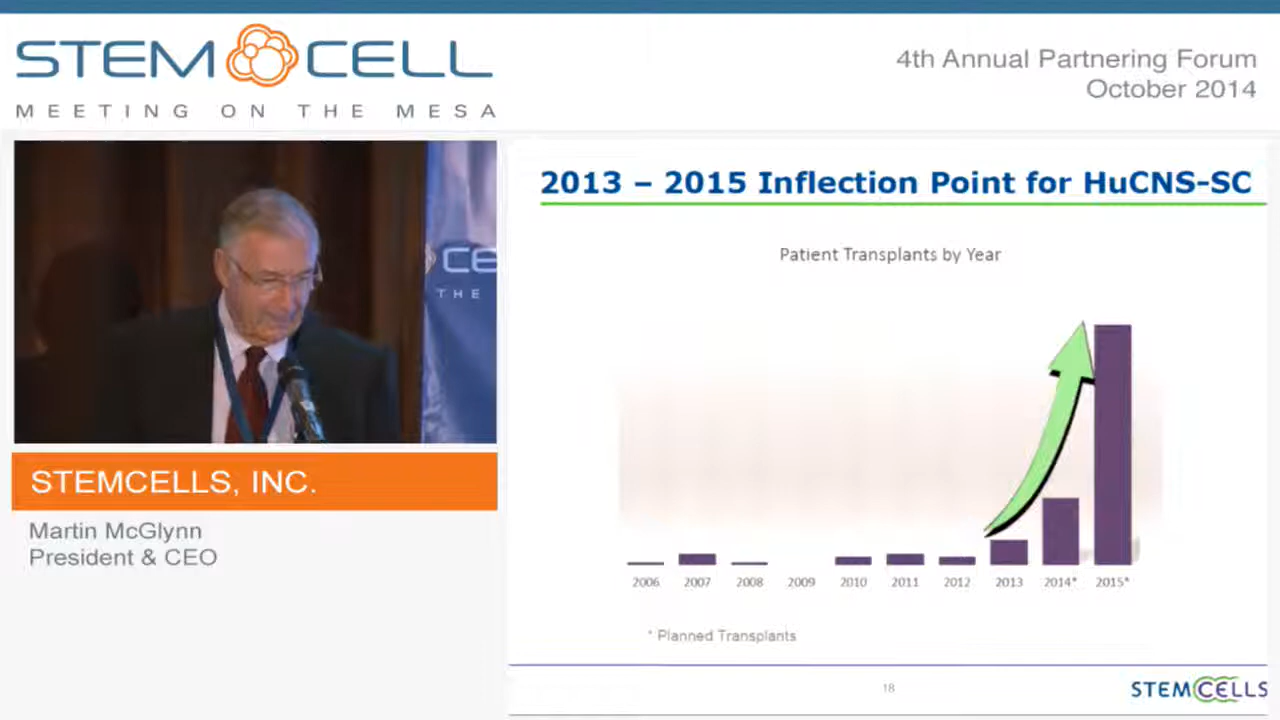 STEM CELL
MEETING ON THE MESA
4th Annual Partnering Forum
October 2014
CE
THE
STEMCELLS, INC.
Martin McGlynn
President & CEO
2013 – 2015 Inflection Point for HuCNS-SC
Patient Transplants by Year
2006 2007 2008 2009 2010 2011 2012 2013 2014* 2015*
* Planned Transplants
18
STEMCELLS